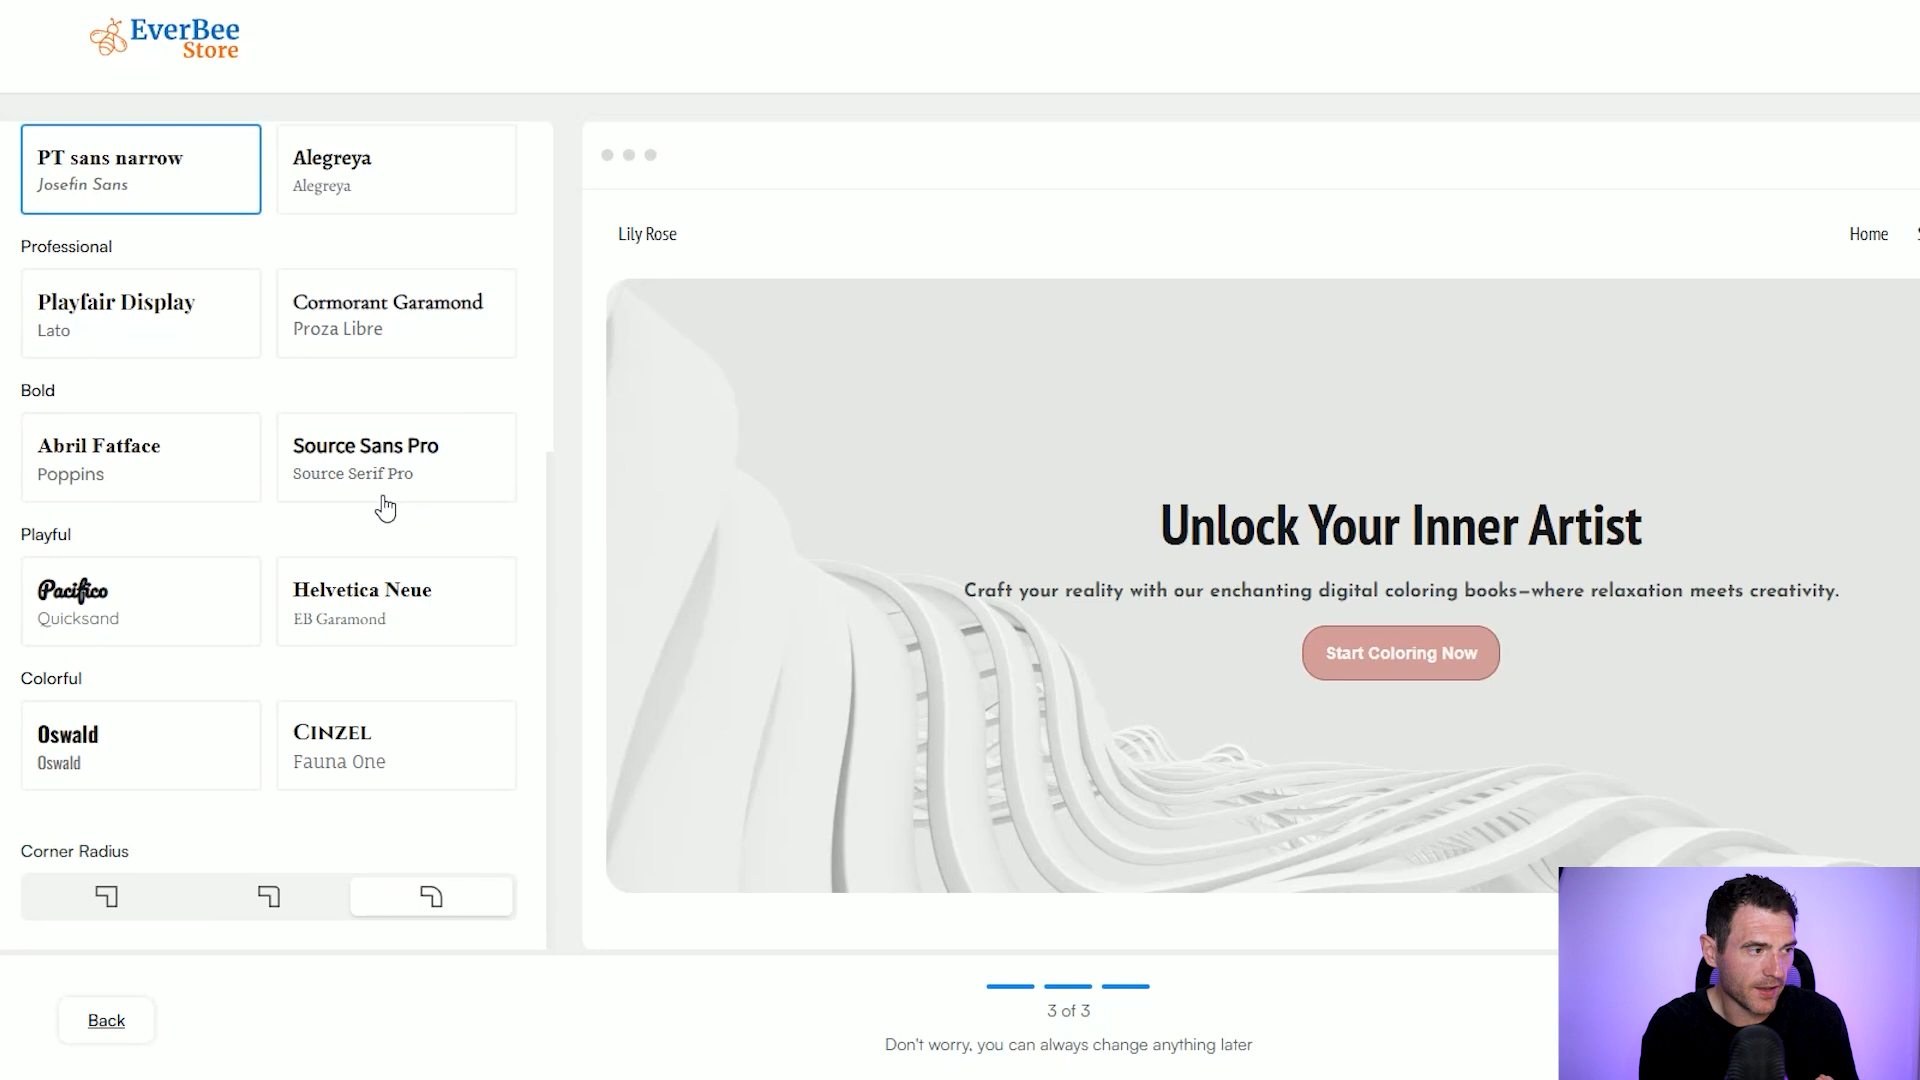 EverBee
Store
PT sans narrow
Josefin Sans
Alegreya
Alegreya
Professional
Playfair Display
Lato
Cormorant Garamond
Proza Libre
Bold
Abril Fatface
Poppins
Source Sans Pro
Source Serif Pro
Playful
Pacifico
Quicksand
Helvetica Neue
EB Garamond
Colorful
Oswald
Oswald
Cinzel
Fauna One
Corner Radius
Back
Lily Rose
Home
Unlock Your Inner Artist
Craft your reality with our enchanting digital coloring books—where relaxation meets creativity.
Start Coloring Now
3 of 3
Don't worry, you can always change anything later